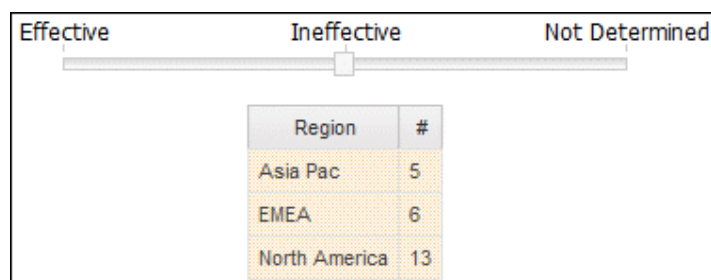 Effective Ineffective Not Determined
Region #
Asia Pac 5
EMEA 6
North America 13